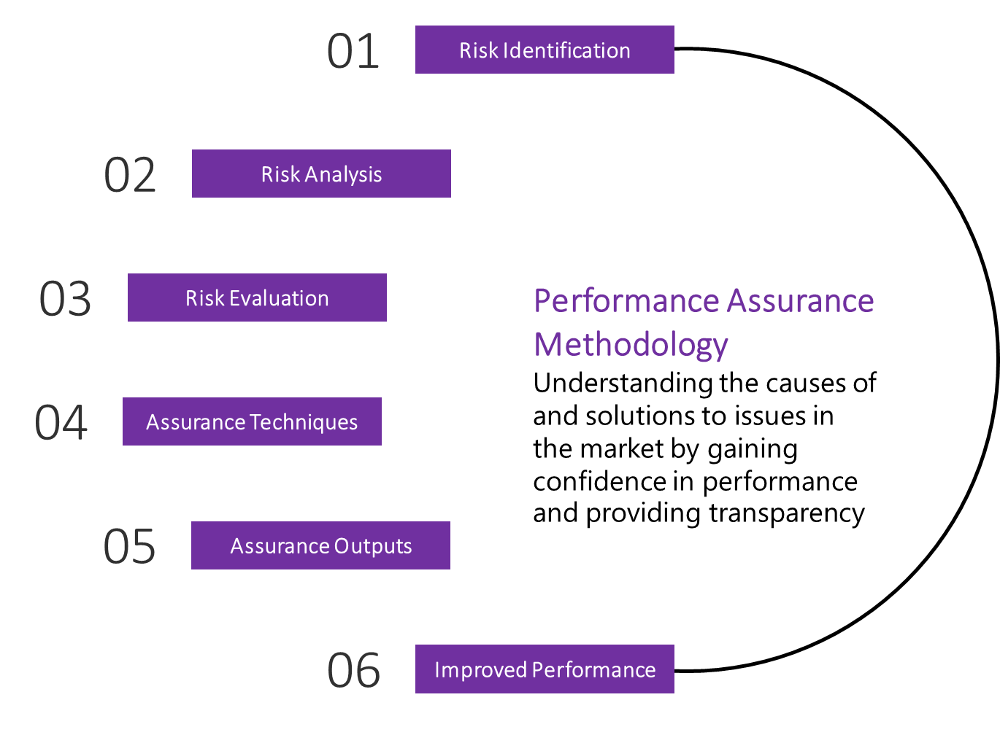 01 Risk Identification
02 Risk Analysis
03 Risk Evaluation
04 Assurance Techniques
05 Assurance Outputs
06 Improved Performance
Performance Assurance
Methodology
Understanding the causes of
and solutions to issues in
the market by gaining
confidence in performance
and providing transparency